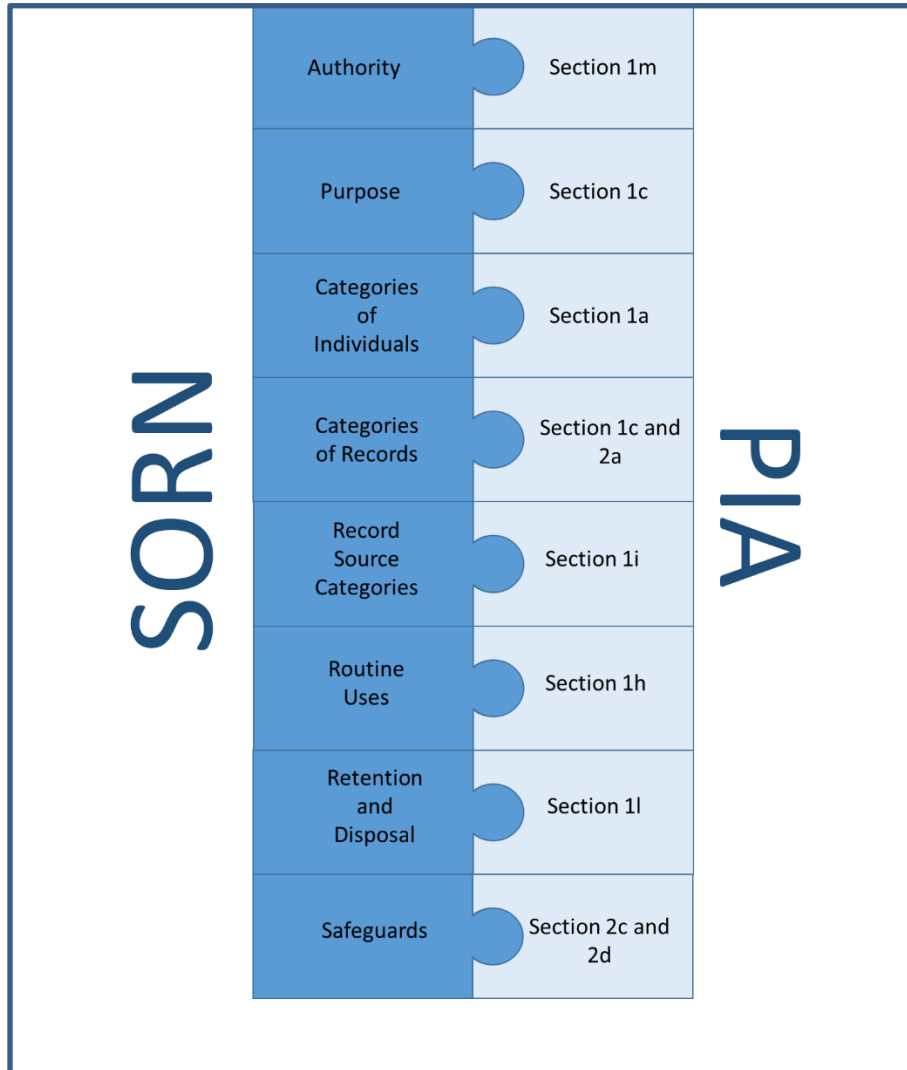 SORN
PIA
Authority
Section 1m
Purpose
Section 1c
Categories
of
Individuals
Section 1a
Categories
of Records
Section 1c and
2a
Record
Source
Categories
Section 1i
Routine
Uses
Section 1h
Retention
and
Disposal
Section 1l
Safeguards
Section 2c and
2d